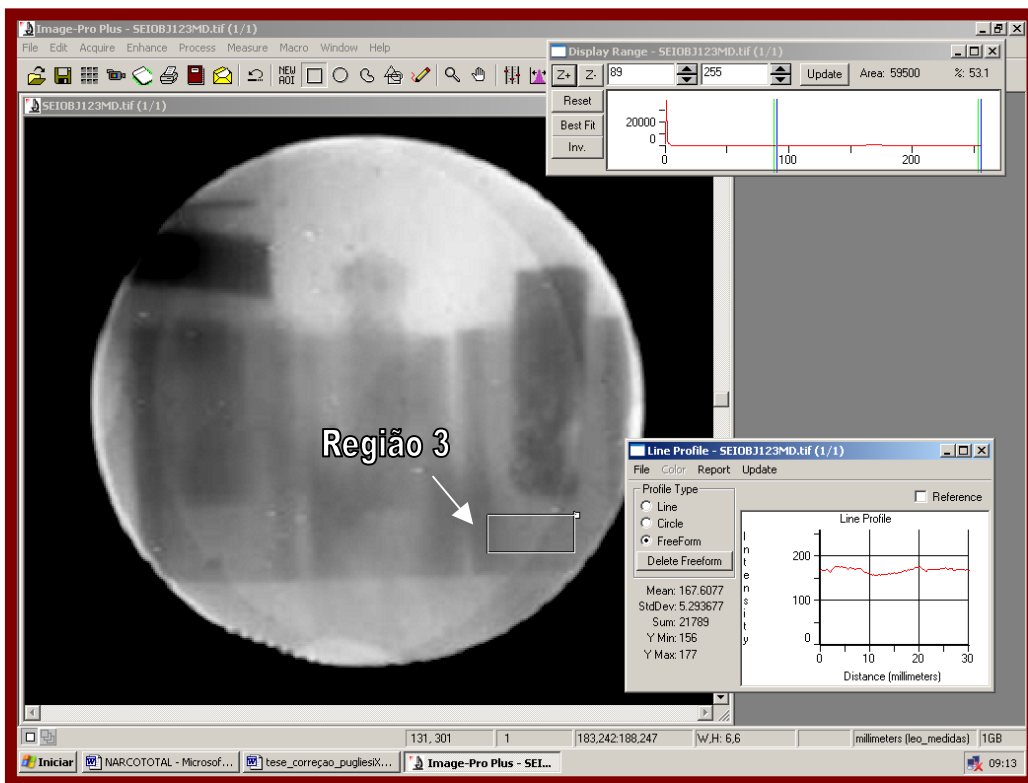 Image-Pro Plus - SEIOBJ123MD.tif (1/1)
File Edit Acquire Enhance Process Measure Macro Window Help
NEW AOI
Display Range - SEIOBJ123MD.tif (1/1)
Z+ Z- 89 255 Update Area: 59500 %: 53.1
Reset
Best Fit
Inv.
20000
0
0 100 200
SEIOBJ123MD.tif (1/1)
Região 3
Line Profile - SEIOBJ123MD.tif (1/1)
File Color Report Update
Profile Type
Line
Circle
FreeForm
Delete Freeform
Reference
Mean: 167.6077
StdDev: 5.293677
Sum: 21789
Y Min: 156
Y Max: 177
Line Profile
Intensity
200
100
0
0 10 20 30
Distance (millimeters)
131, 301 1 183,242:188,247 W,H: 6,6 millimeters (leo_medidas) 1GB
Iniciar NARCOTOTAL - Microsof... tese_correçao_pugliesiX... Image-Pro Plus - SEI... 09:13